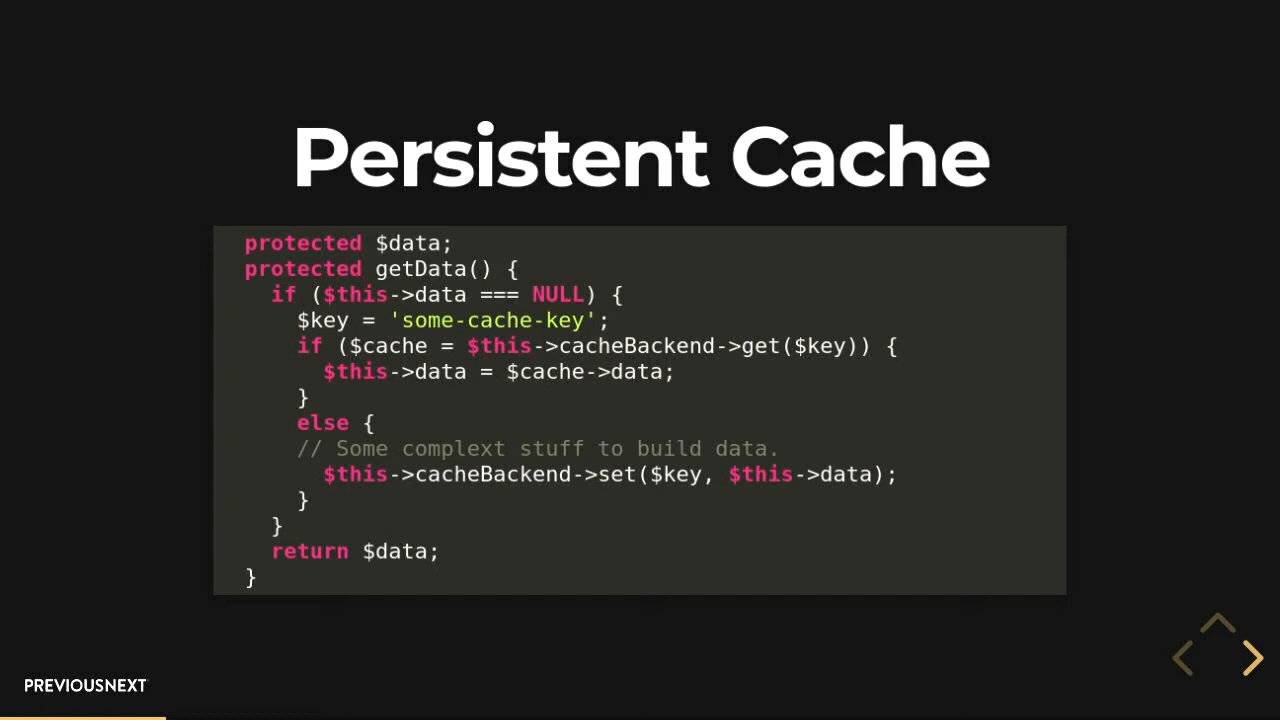 Persistent Cache
protected $data;
protected getData() {
if ($this->data === NULL) {
$key = 'some-cache-key';
if ($cache = $this->cacheBackend->get($key)) {
$this->data = $cache->data;
}
else {
// Some complext stuff to build data.
$this->cacheBackend->set($key, $this->data);
}
}
return $data;
}
PREVIOUSNEXT